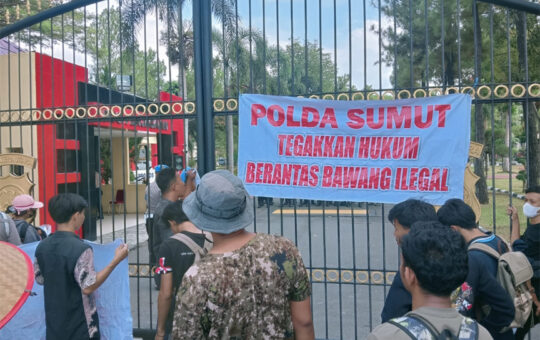 POLDA SUMUT
TEGAKKAN HUKUM
BERANTAS BAWANG ILEGAL